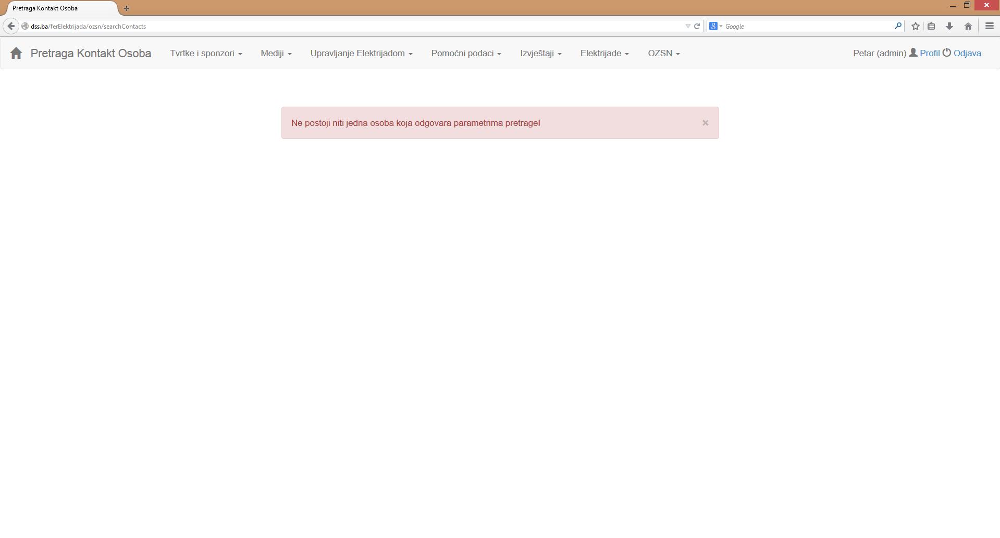 Pretraga Kontakt Osoba
dss.ba/ferElektrijada/ozsn/searchContacts
Google
Pretraga Kontakt Osoba Tvrtke i sponzori Mediji Upravljanje Elektrijadom Pomoćni podaci Izvještaji Elektrijade OZSN Petar (admin) Profil Odjava
Ne postoji niti jedna osoba koja odgovara parametrima pretrage! ×